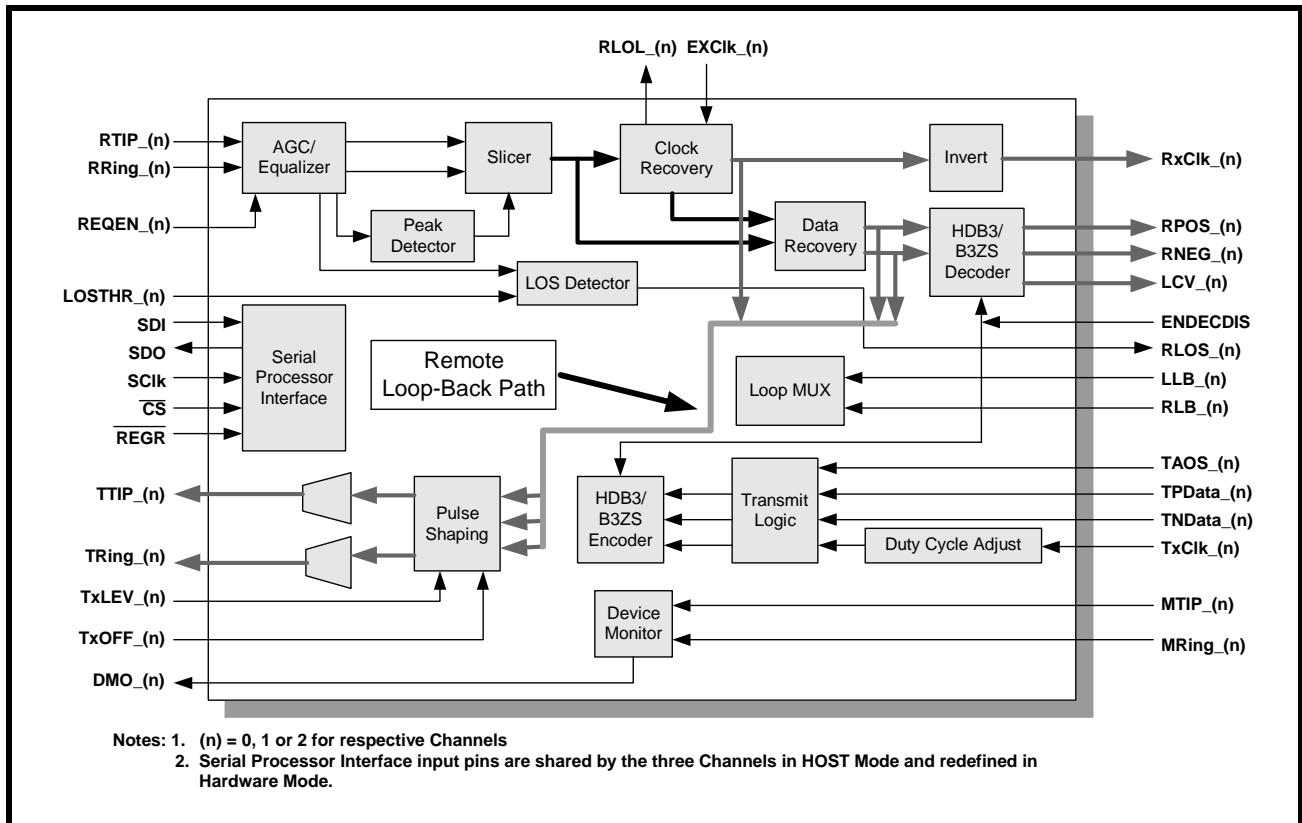 RLOL_(n) EXClk_(n)
RTIP_(n)
RRing_(n)
REQEN_(n)
LOSTHR_(n)
SDI
SDO
SClk
CS
REGR
TTIP_(n)
TRing_(n)
TxLEV_(n)
TxOFF_(n)
DMO_(n)
AGC/
Equalizer
Slicer
Clock
Recovery
Invert
Peak
Detector
Data
Recovery
HDB3/
B3ZS
Decoder
LOS Detector
Serial
Processor
Interface
Remote
Loop-Back Path
Loop MUX
Pulse
Shaping
HDB3/
B3ZS
Encoder
Transmit
Logic
Duty Cycle Adjust
Device
Monitor
RxClk_(n)
RPOS_(n)
RNEG_(n)
LCV_(n)
ENDECDIS
RLOS_(n)
LLB_(n)
RLB_(n)
TAOS_(n)
TPData_(n)
TNData_(n)
TxClk_(n)
MTIP_(n)
MRing_(n)
Notes: 1. (n) = 0, 1 or 2 for respective Channels
2. Serial Processor Interface input pins are shared by the three Channels in HOST Mode and redefined in
Hardware Mode.